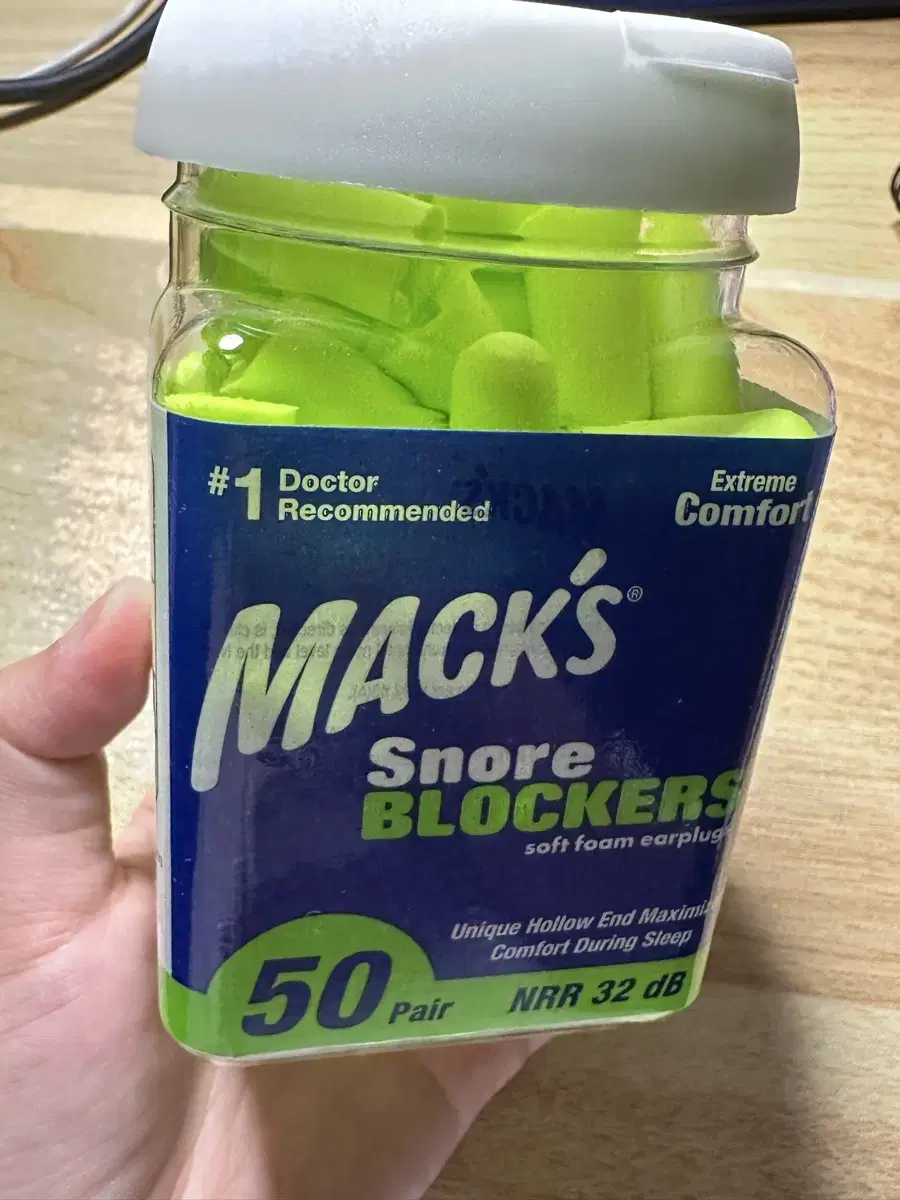 #1 Doctor
Recommended
Extreme
Comfort
MACK'S®
Snore
BLOCKERS
soft foam earplug
Unique Hollow End Maximiz
Comfort During Sleep
50 Pair
NRR 32 dB